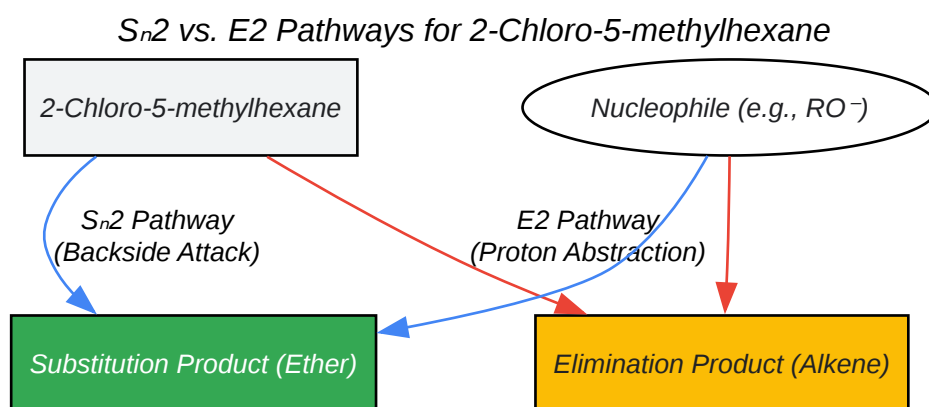 Sₙ2 vs. E2 Pathways for 2-Chloro-5-methylhexane
2-Chloro-5-methylhexane
Nucleophile (e.g., RO⁻)
Sₙ2 Pathway
(Backside Attack)
E2 Pathway
(Proton Abstraction)
Substitution Product (Ether)
Elimination Product (Alkene)